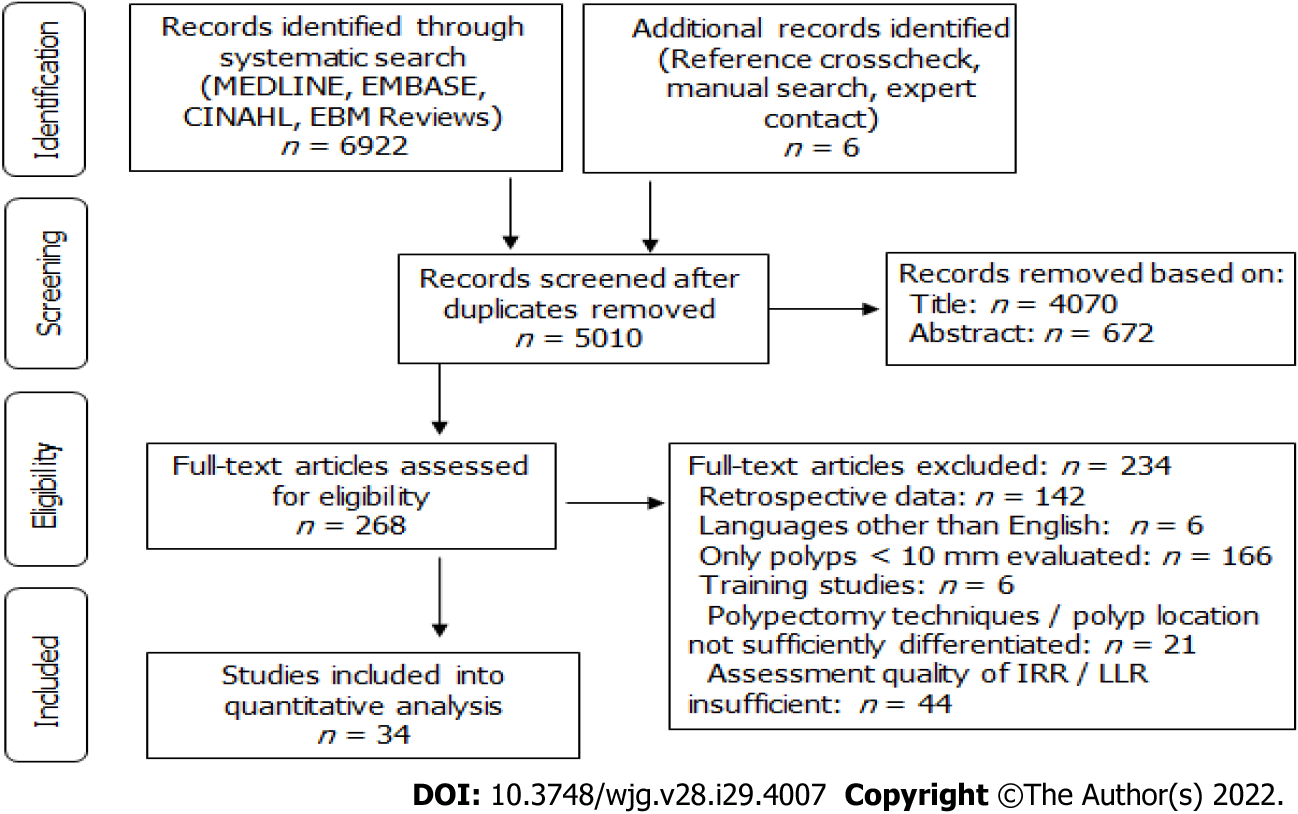 Identification
Records identified through
systematic search
(MEDLINE, EMBASE,
CINAHL, EBM Reviews)
n = 6922
Additional records identified
(Reference crosscheck,
manual search, expert
contact)
n = 6
Screening
Records screened after
duplicates removed
n = 5010
Records removed based on:
Title: n = 4070
Abstract: n = 672
Eligibility
Full-text articles assessed
for eligibility
n = 268
Full-text articles excluded: n = 234
Retrospective data: n = 142
Languages other than English: n = 6
Only polyps < 10 mm evaluated: n = 166
Training studies: n = 6
Polypectomy techniques / polyp location
not sufficiently differentiated: n = 21
Assessment quality of IRR / LLR
insufficient: n = 44
Included
Studies included into
quantitative analysis
n = 34
DOI: 10.3748/wjg.v28.i29.4007 Copyright ©The Author(s) 2022.